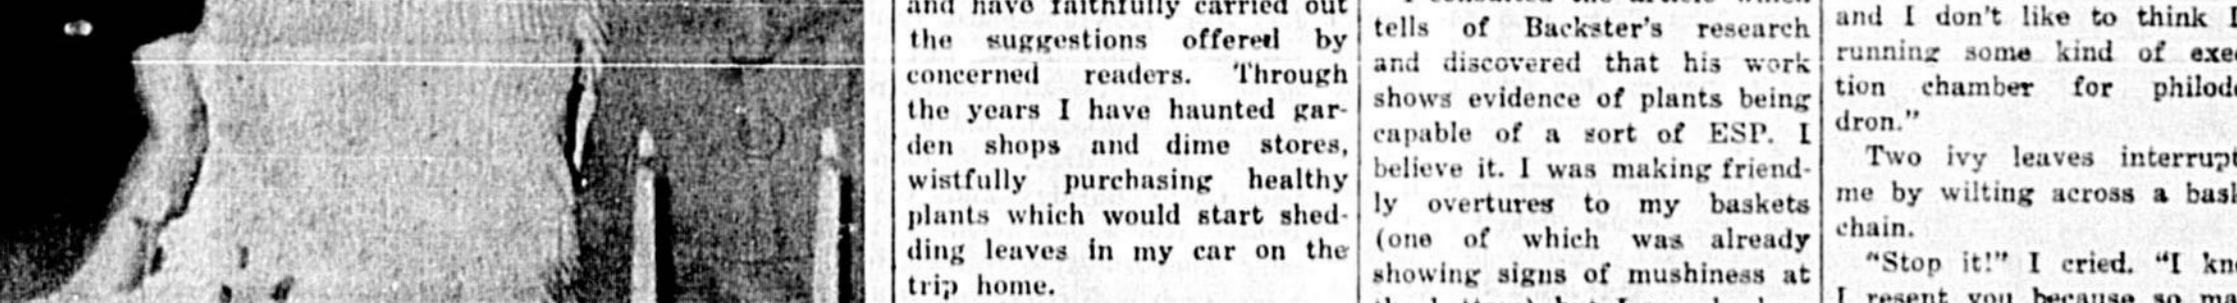 and have faithfully carried out
the suggestions offered by
concerned readers. Through
the years I have haunted gar-
den shops and dime stores,
wistfully purchasing healthy
plants which would start shed-
ding leaves in my car on the
trip home.
tells of Backster's research
and discovered that his work
shows evidence of plants being
capable of a sort of ESP. I
believe it. I was making friend-
ly overtures to my baskets
(one of which was already
showing signs of mushiness at
and I don't like to think I
running some kind of exe
tion chamber for philod
dron."
Two ivy leaves interrupt
me by wilting across a bas
chain.
"Stop it!" I cried. "I kn
I resent you because so